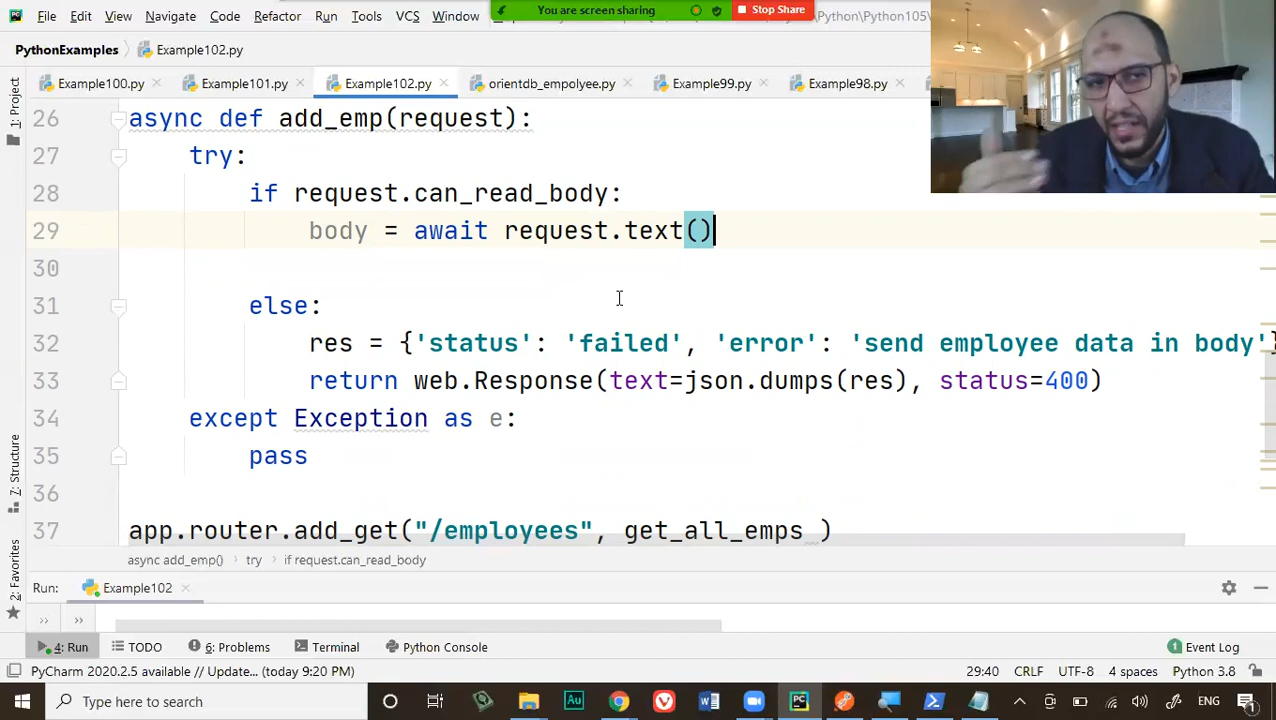 File Edit View Navigate Code Refactor Run Tools VCS Window
You are screen sharing
Stop Share
PythonExamples Example102.py
Example100.py Example101.py Example102.py orientdb_empolyee.py Example99.py Example98.py
1: Project
26 async def add_emp(request):
27 try:
28 if request.can_read_body:
29 body = await request.text()
30
31 else:
32 res = {'status': 'failed', 'error': 'send employee data in body'}
33 return web.Response(text=json.dumps(res), status=400)
34 except Exception as e:
35 pass
36
37 app.router.add_get("/employees", get_all_emps )
7: Structure
2: Favorites
async add_emp() try if request.can_read_body
Run: Example102
4: Run TODO 6: Problems Terminal Python Console Event Log
PyCharm 2020.2.5 available // Update... (today 9:20 PM) 29:40 CRLF UTF-8 4 spaces Python 3.8
Type here to search ENG